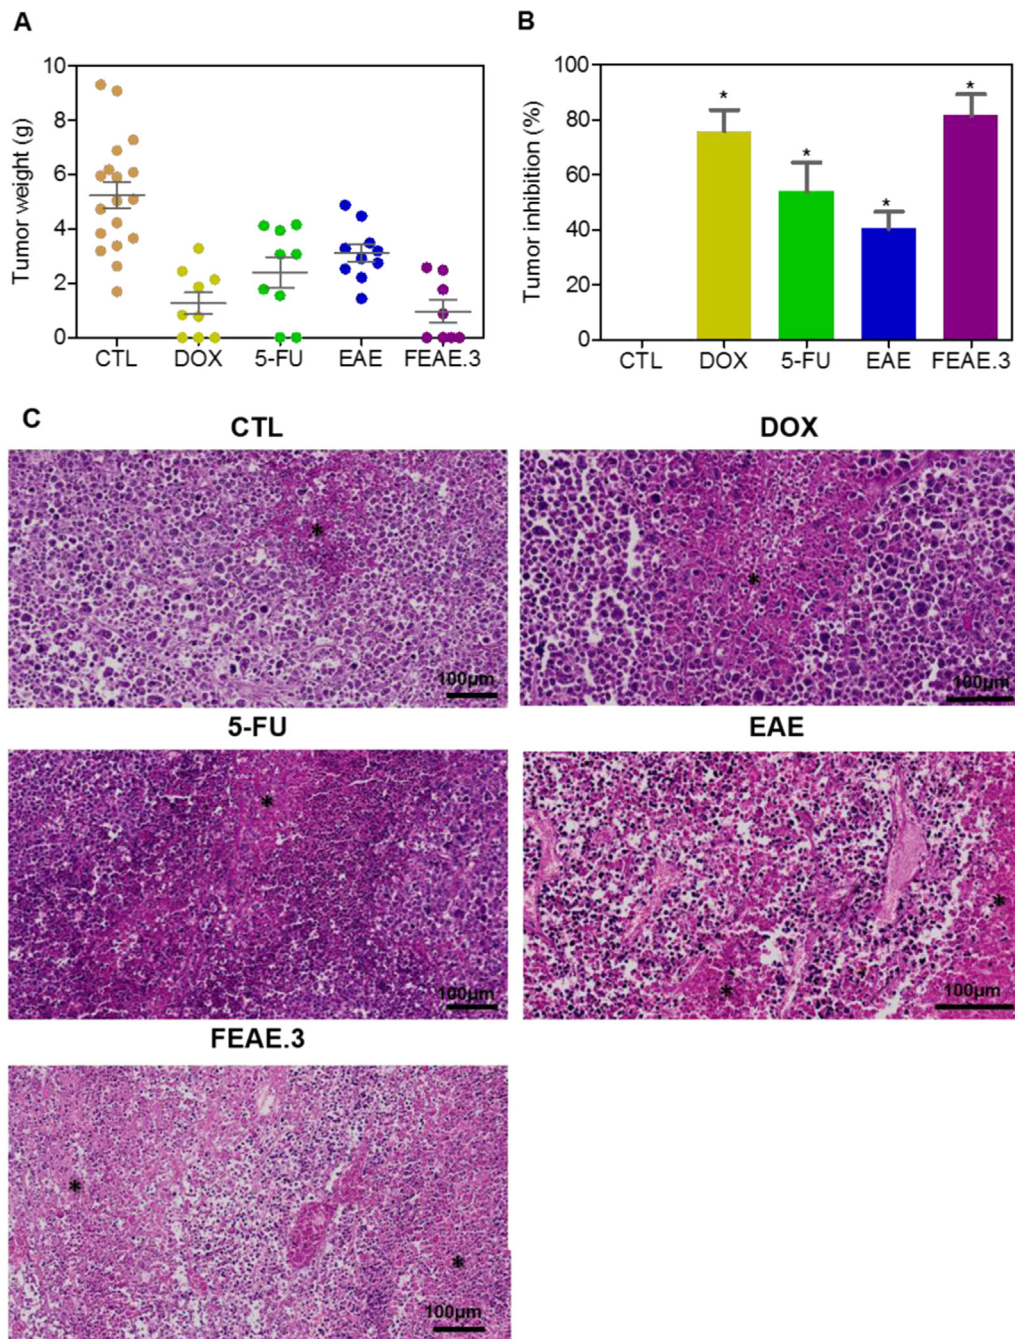 A
B
Tumor weight (g)
10
8
6
4
2
0
CTL
DOX
5-FU
EAE
FEAE.3
Tumor inhibition (%)
100
80
60
40
20
0
*
*
*
*
CTL
DOX
5-FU
EAE
FEAE.3
C
CTL
DOX
*
100µm
*
100µm
5-FU
EAE
*
100µm
*
*
100µm
FEAE.3
*
*
100µm